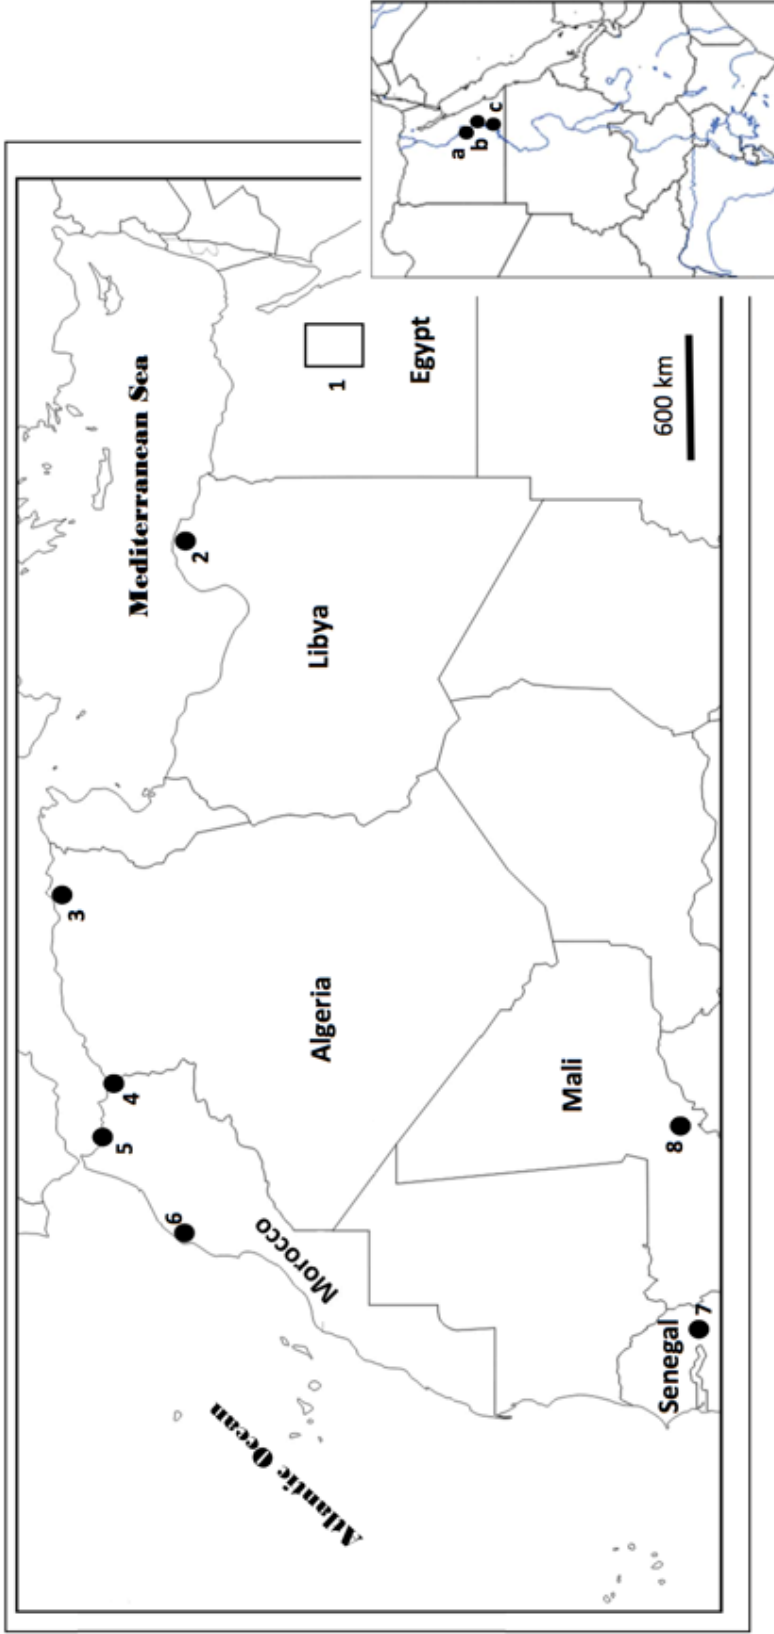 Mediterranean Sea
Atlantic Ocean
Morocco
Algeria
Libya
Egypt
Mali
Senegal
1
2
3
4
5
6
7
8
600 km
a
b
c